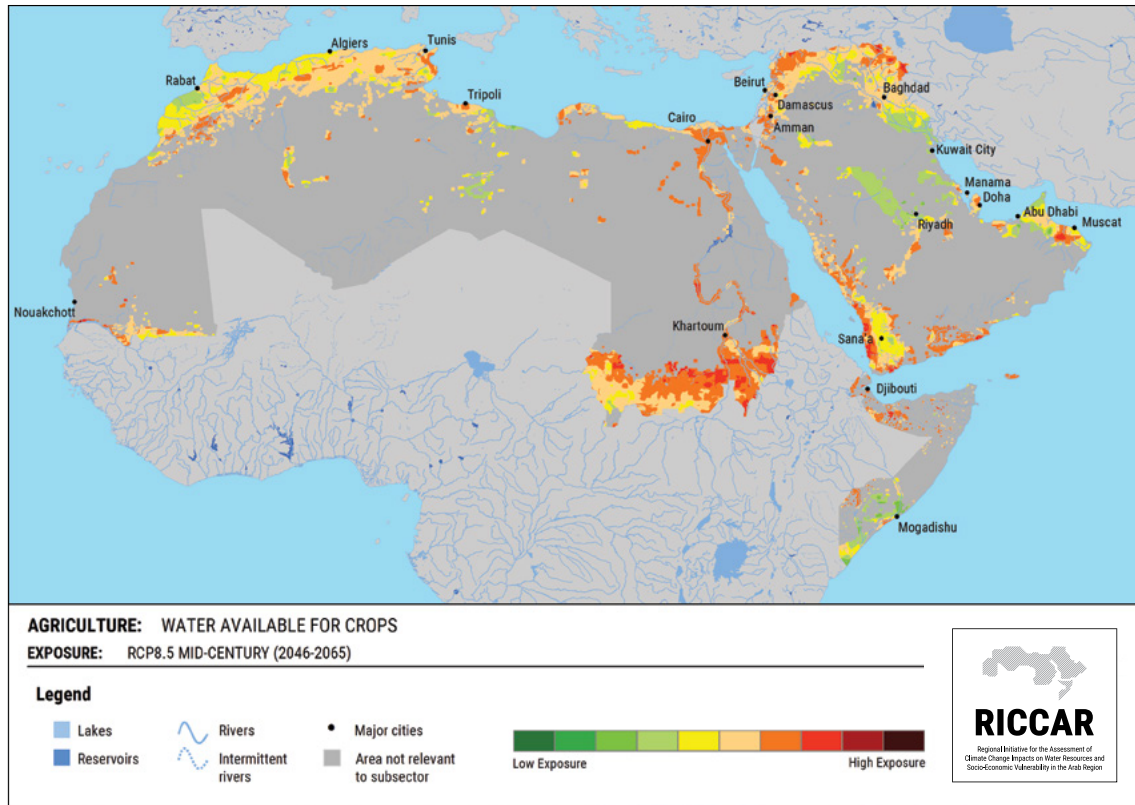 Algiers
Tunis
Rabat
Tripoli
Beirut
Baghdad
Damascus
Cairo
Amman
Kuwait City
Manama
Doha
Abu Dhabi
Muscat
Riyadh
Nouakchott
Khartoum
Sana'a
Djibouti
Mogadishu
AGRICULTURE: WATER AVAILABLE FOR CROPS
EXPOSURE: RCP8.5 MID-CENTURY (2046-2065)
Legend
Lakes
Rivers
Major cities
Reservoirs
Intermittent
rivers
Area not relevant
to subsector
Low Exposure
High Exposure
RICCAR
Regional Initiative for the Assessment of
Climate Change Impacts on Water Resources and
Socio-Economic Vulnerability in the Arab Region